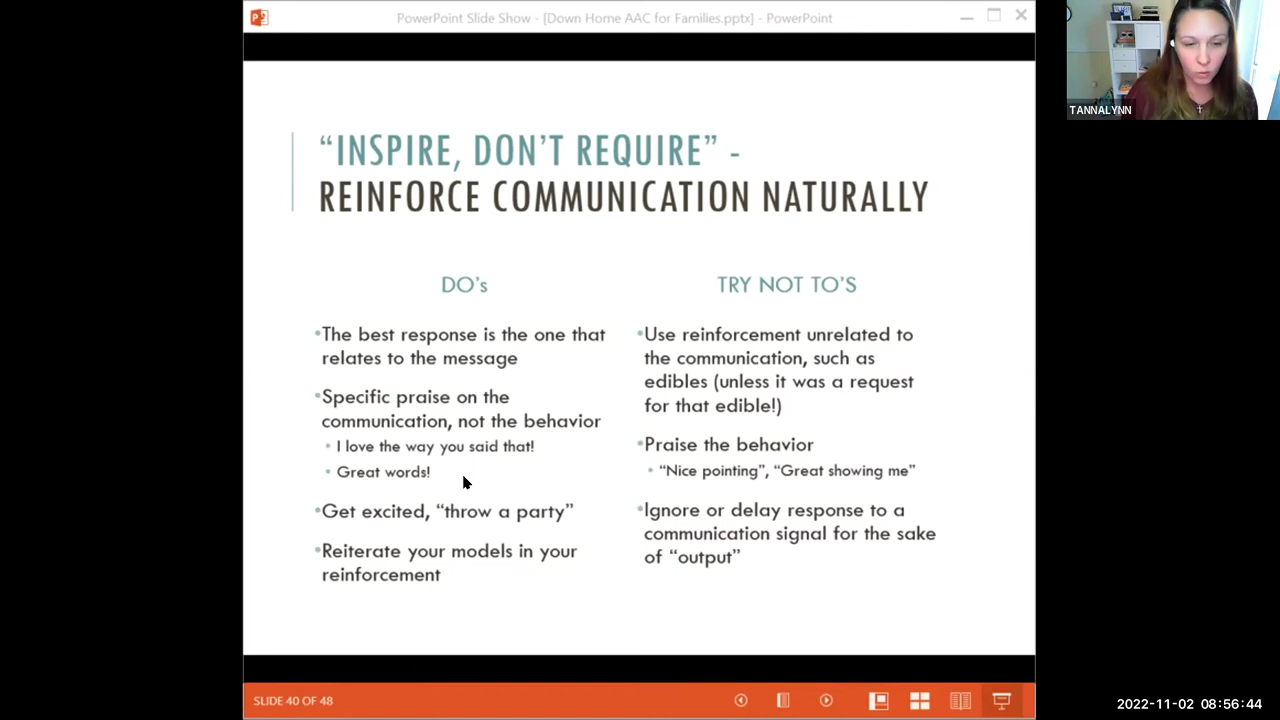 PowerPoint Slide Show - [Down Home AAC for Families.pptx] - PowerPoint
TANNALYNN
“INSPIRE, DON’T REQUIRE” -
REINFORCE COMMUNICATION NATURALLY
DO’s
•The best response is the one that
relates to the message
•Specific praise on the
communication, not the behavior
• I love the way you said that!
• Great words!
•Get excited, “throw a party”
•Reiterate your models in your
reinforcement
TRY NOT TO’S
•Use reinforcement unrelated to
the communication, such as
edibles (unless it was a request
for that edible!)
•Praise the behavior
• “Nice pointing”, “Great showing me”
•Ignore or delay response to a
communication signal for the sake
of “output”
SLIDE 40 OF 48
2022-11-02 08:56:44